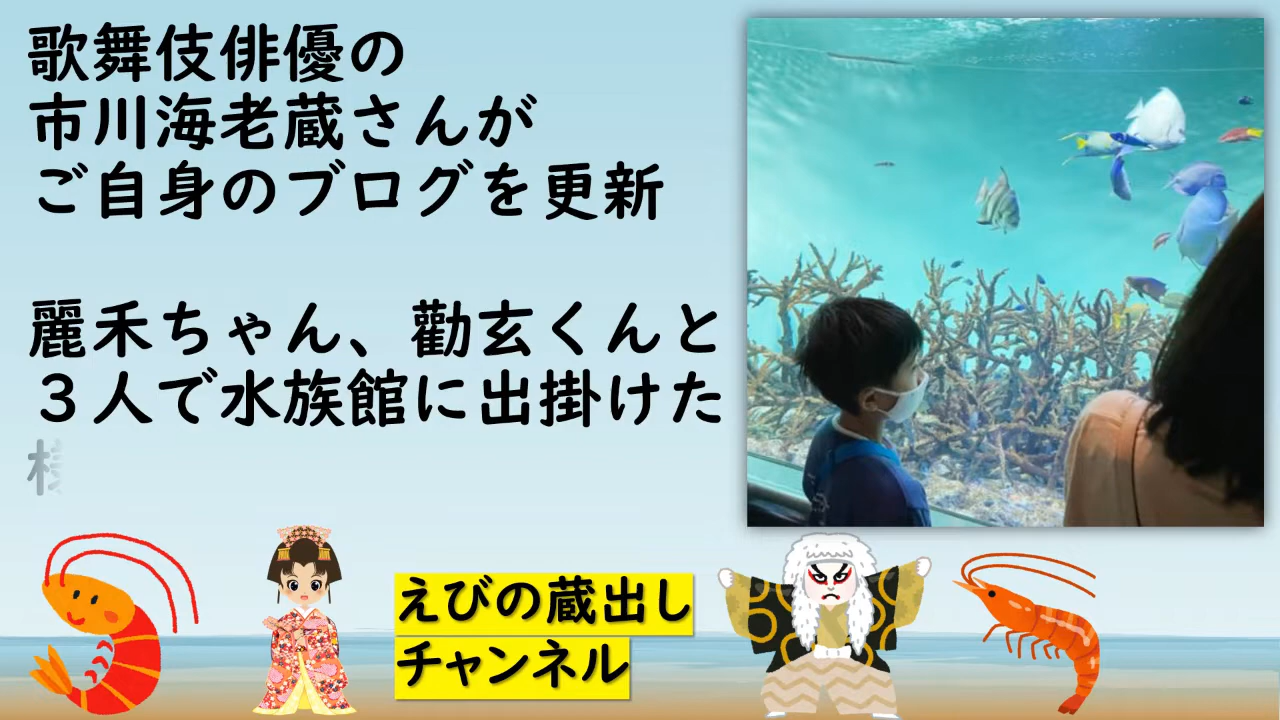 歌舞伎俳優の
市川海老蔵さんが
ご自身のブログを更新
麗禾ちゃん、勸玄くんと
３人で水族館に出掛けた
えびの蔵出し
チャンネル